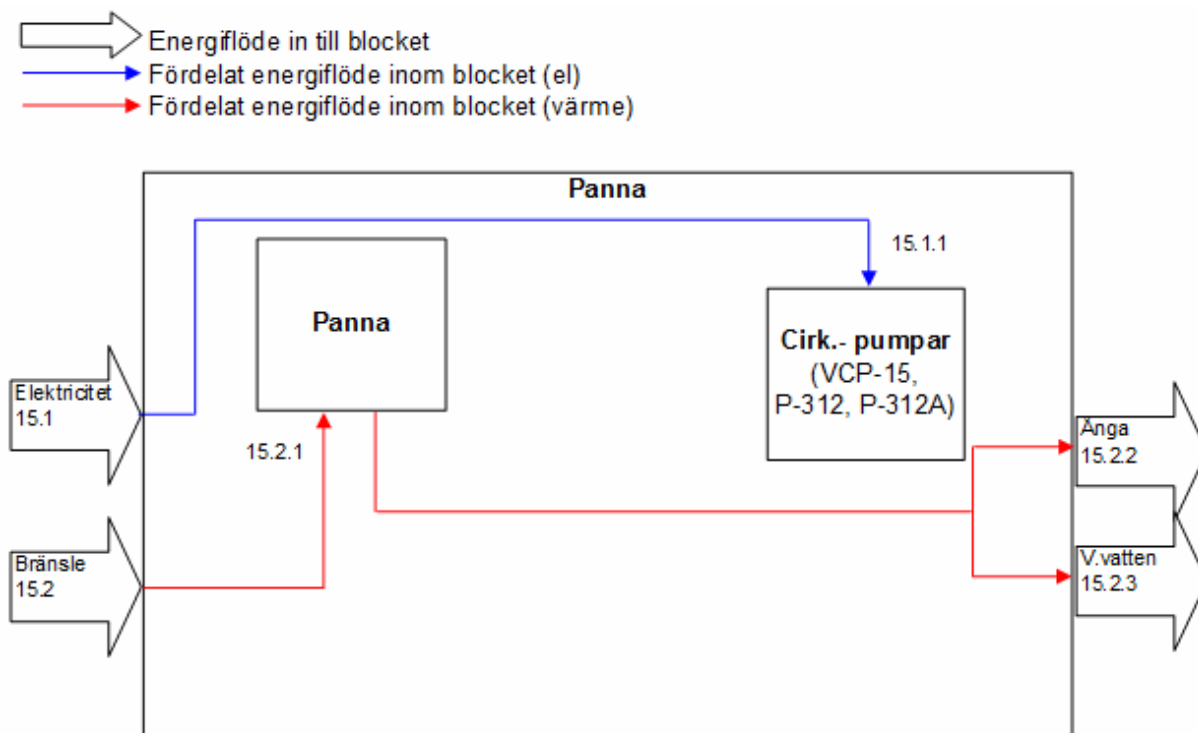 Energiflöde in till blocket
Fördelat energiflöde inom blocket (el)
Fördelat energiflöde inom blocket (värme)
Panna
15.1.1
Panna
Cirk.- pumpar
(VCP-15,
P-312, P-312A)
Elektricitet
15.1
15.2.1
Änga
15.2.2
Bränsle
15.2
V.vatten
15.2.3